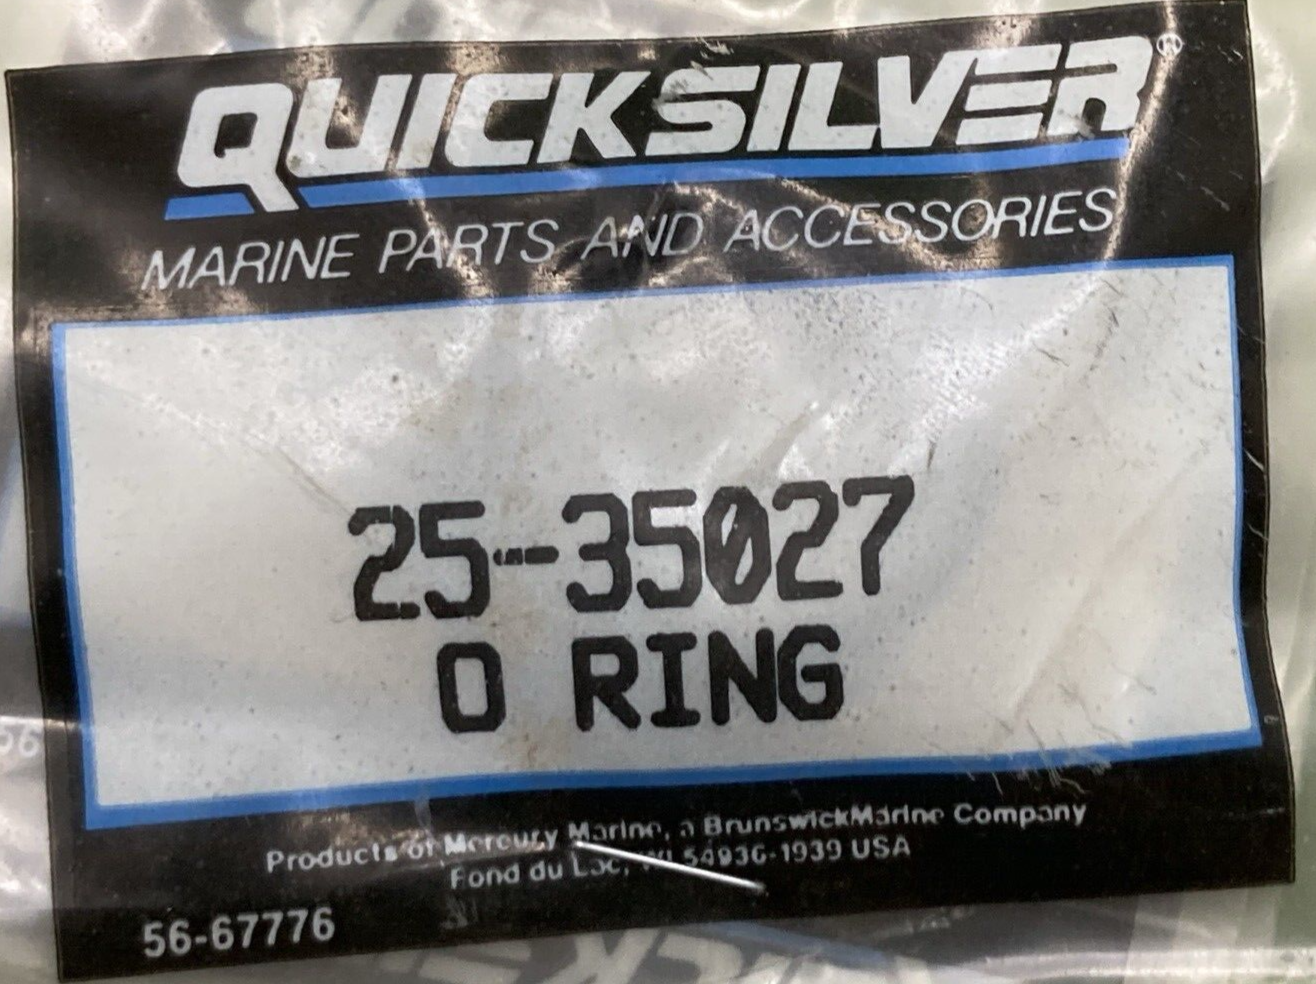 QUICKSILVER®
MARINE PARTS AND ACCESSORIES
25-35027
O RING
Products of Mercury Marine, a BrunswickMarine Company
Fond du Lac, WI 54936-1939 USA
56-67776
56